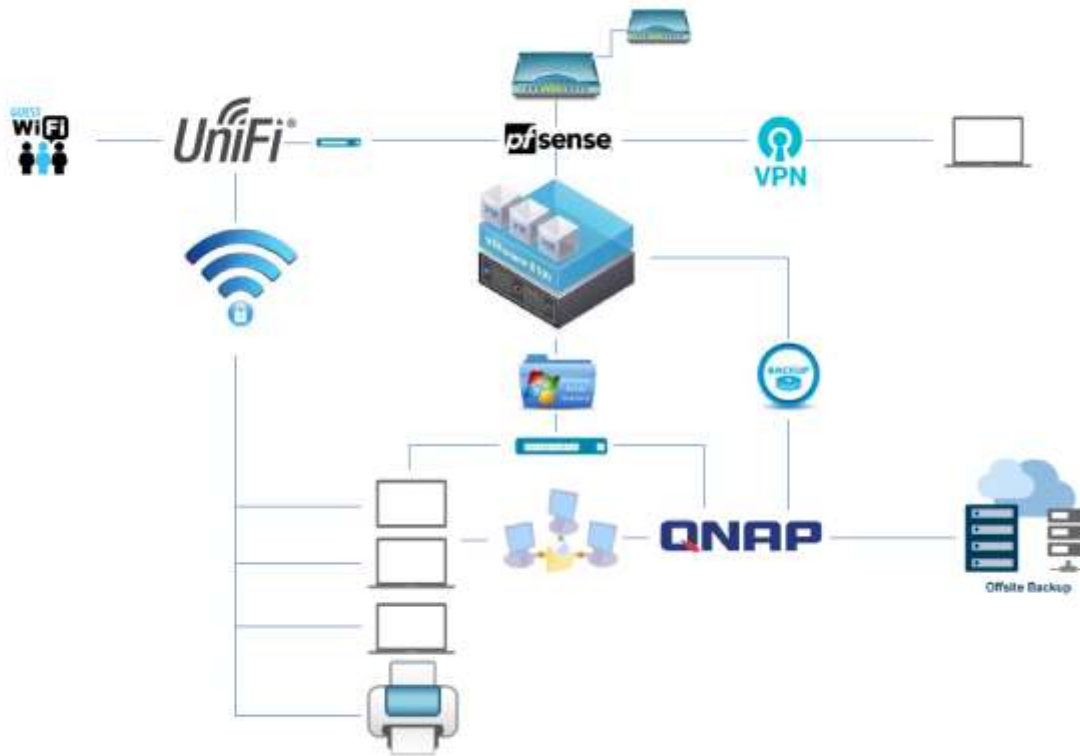 GUEST
WiFi
UniFi®
pfsense
VPN
vmware ESXi
BACKUP
QNAP
Offsite Backup